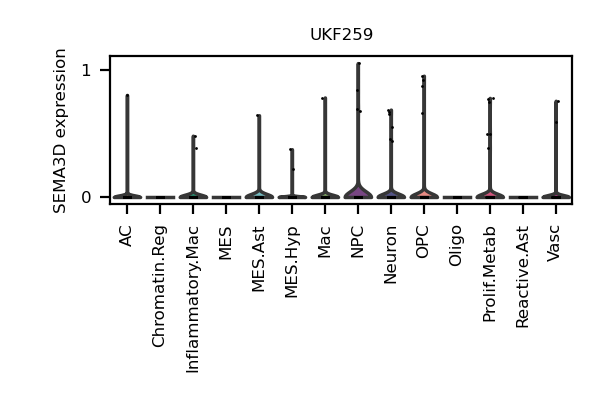 UKF259
SEMA3D expression
1
0
AC
Chromatin.Reg
Inflammatory.Mac
MES
MES.Ast
MES.Hyp
Mac
NPC
Neuron
OPC
Oligo
Prolif.Metab
Reactive.Ast
Vasc